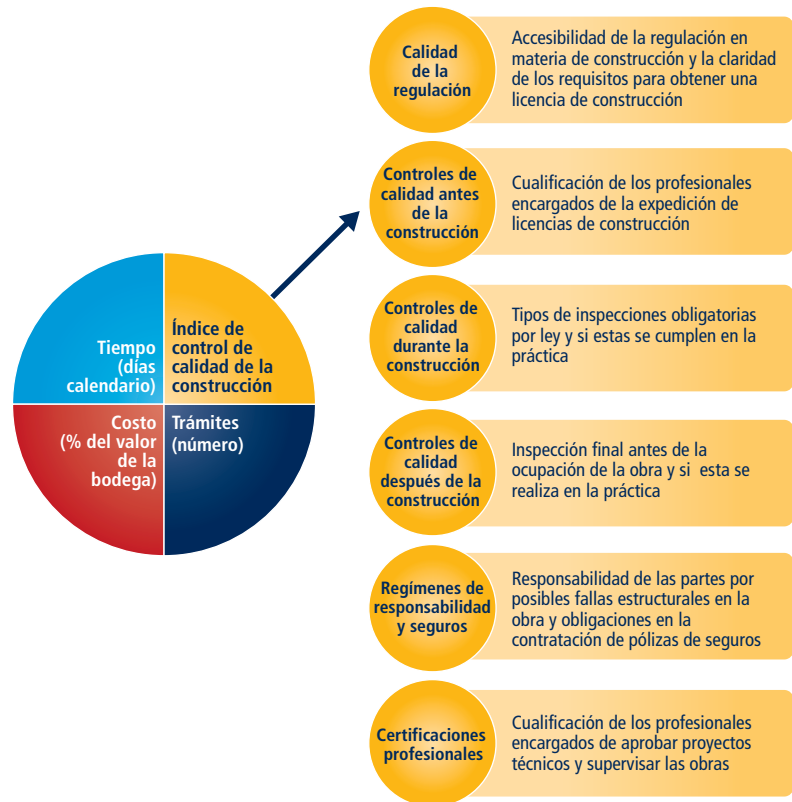 Tiempo
(días
calendario)
Índice de
control de
calidad de la
construcción
Costo
(% del valor
de la
bodega)
Trámites
(número)
Calidad
de la
regulación
Accesibilidad de la regulación en
materia de construcción y la claridad
de los requisitos para obtener una
licencia de construcción
Controles de
calidad antes
de la
construcción
Cualificación de los profesionales
encargados de la expedición de
licencias de construcción
Controles de
calidad
durante la
construcción
Tipos de inspecciones obligatorias
por ley y si estas se cumplen en la
práctica
Controles de
calidad
después de la
construcción
Inspección final antes de la
ocupación de la obra y si esta se
realiza en la práctica
Regímenes de
responsabilidad
y seguros
Responsabilidad de las partes por
posibles fallas estructurales en la
obra y obligaciones en la
contratación de pólizas de seguros
Certificaciones
profesionales
Cualificación de los profesionales
encargados de aprobar proyectos
técnicos y supervisar las obras